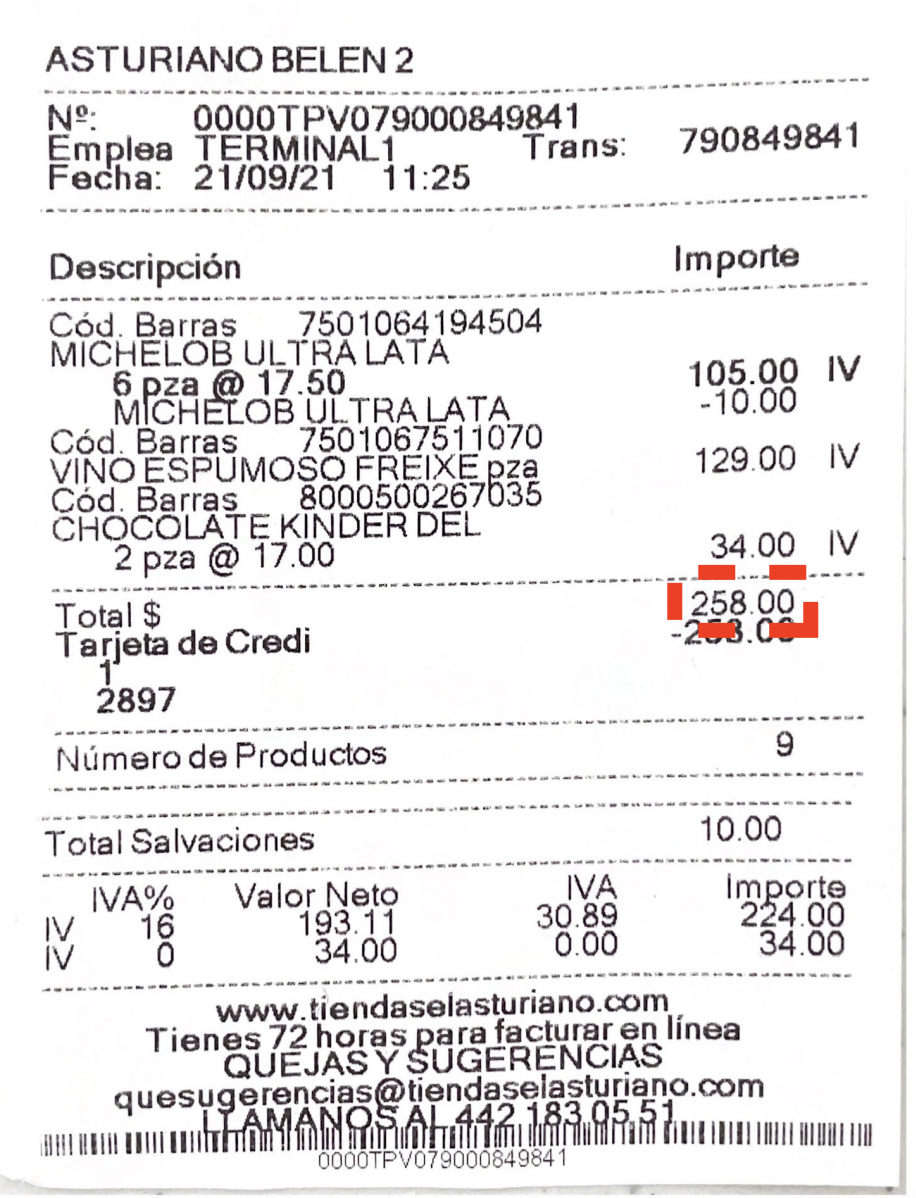 ASTURIANO BELEN 2
Nº: 0000TPV079000849841
Emplea TERMINAL1 Trans: 790849841
Fecha: 21/09/21 11:25
Descripción Importe
Cód. Barras 7501064194504
MICHELOB ULTRA LATA
6 pza @ 17.50 105.00 IV
MICHELOB ULTRA LATA -10.00
Cód. Barras 7501067511070
VINO ESPUMOSO FREIXE pza 129.00 IV
Cód. Barras 8000500267035
CHOCOLATE KINDER DEL
2 pza @ 17.00 34.00 IV
Total $ 258.00
Tarjeta de Credi -258.00
1
2897
Número de Productos 9
Total Salvaciones 10.00
IVA% Valor Neto IVA Importe
IV 16 193.11 30.89 224.00
IV 0 34.00 0.00 34.00
www.tiendaselasturiano.com
Tienes 72 horas para facturar en línea
QUEJAS Y SUGERENCIAS
quesugerencias@tiendaselasturiano.com
LLAMANOS AL 442 183 05 51
0000TPV079000849841